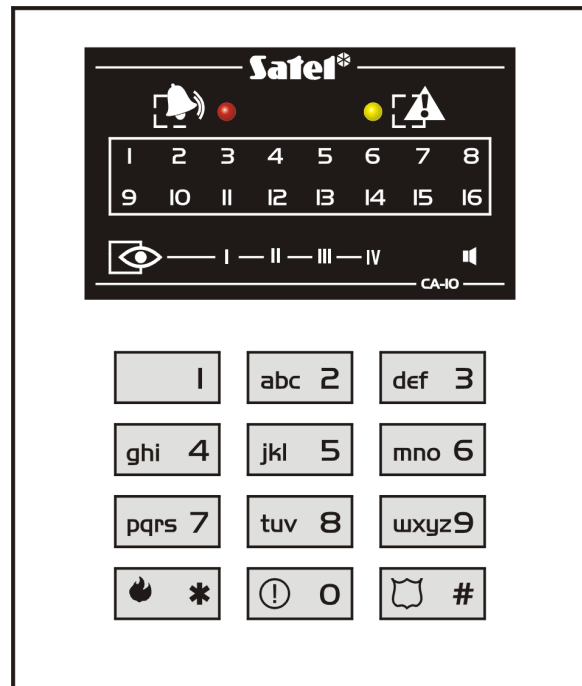 Satel
1 2 3 4 5 6 7 8
9 10 11 12 13 14 15 16
I II III IV
CA-10
1 abc 2 def 3
ghi 4 jkl 5 mno 6
pqrs 7 tuv 8 wxyz 9
* ! 0 #